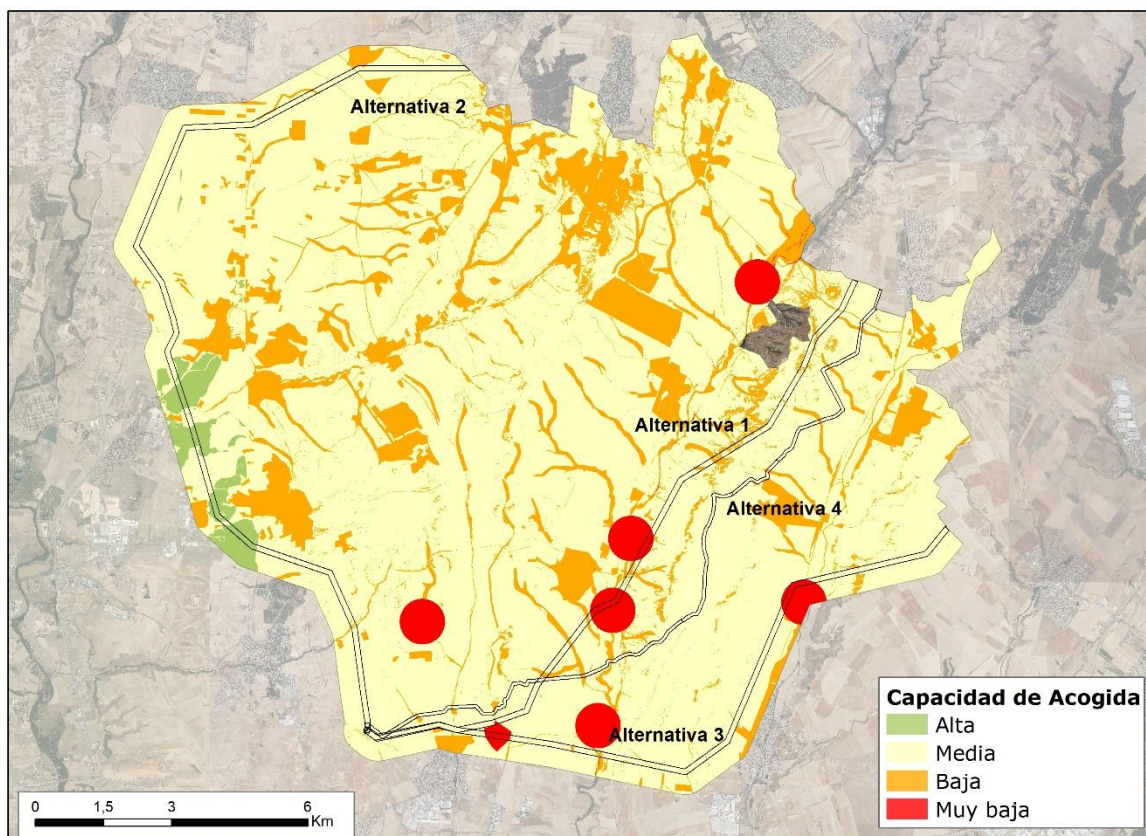 Alternativa 2
Alternativa 1
Alternativa 4
Alternativa 3
Capacidad de Acogida
Alta
Media
Baja
Muy baja
0 1,5 3 6
Km